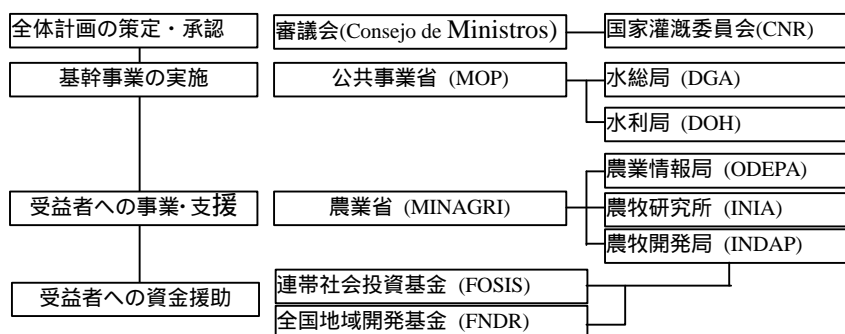 全体計画の策定・承認 審議会(Consejo de Ministros) 国家灌漑委員会(CNR)
基幹事業の実施 公共事業省 (MOP) 水総局 (DGA)
水利局 (DOH)
農業情報局 (ODEPA)
受益者への事業･支援 農業省 (MINAGRI) 農牧研究所 (INIA)
農牧開発局 (INDAP)
連帯社会投資基金 (FOSIS)
受益者への資金援助
全国地域開発基金 (FNDR)